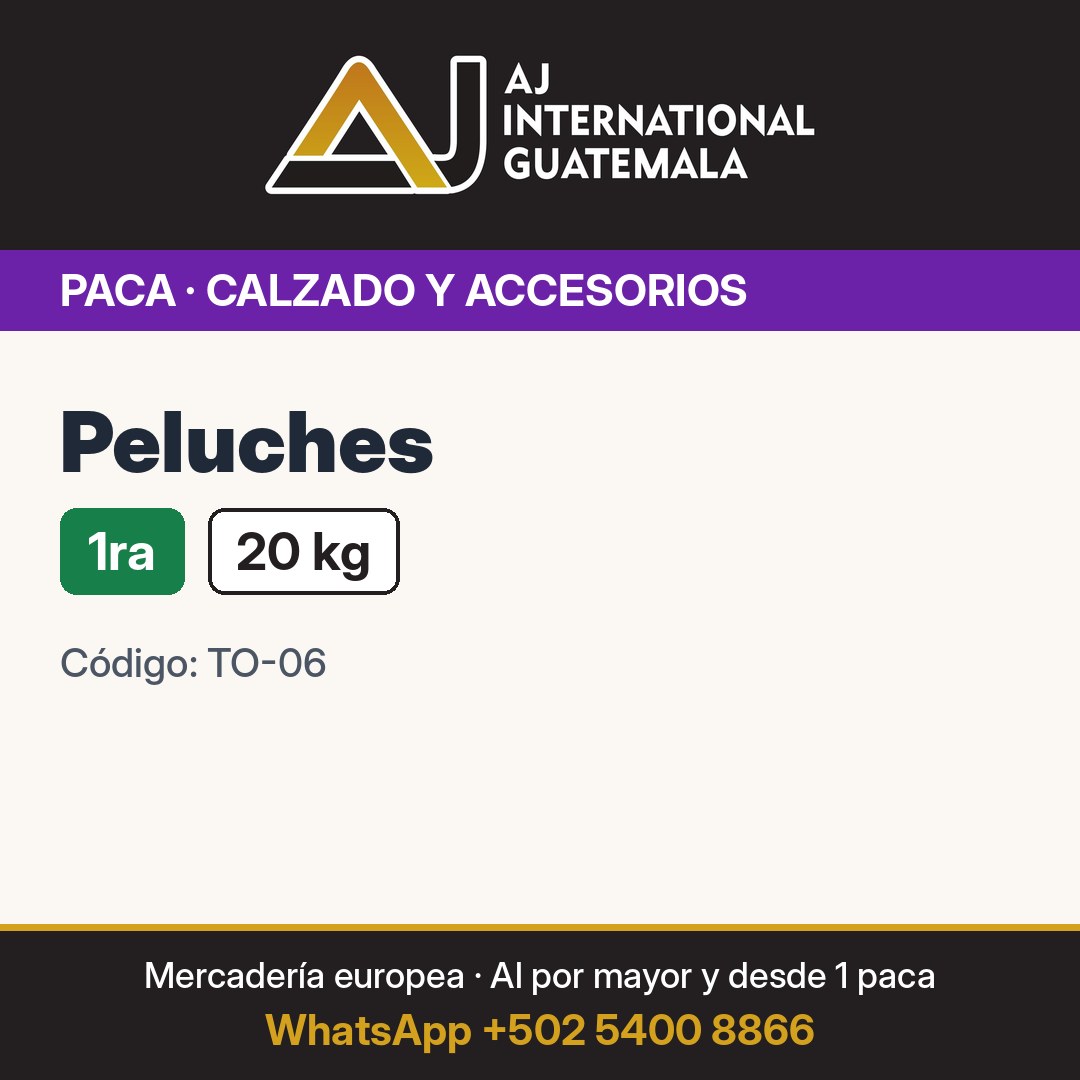 AJ
INTERNATIONAL
GUATEMALA
PACA · CALZADO Y ACCESORIOS
Peluches
1ra
20 kg
Código: TO-06
Mercadería europea · Al por mayor y desde 1 paca
WhatsApp +502 5400 8866